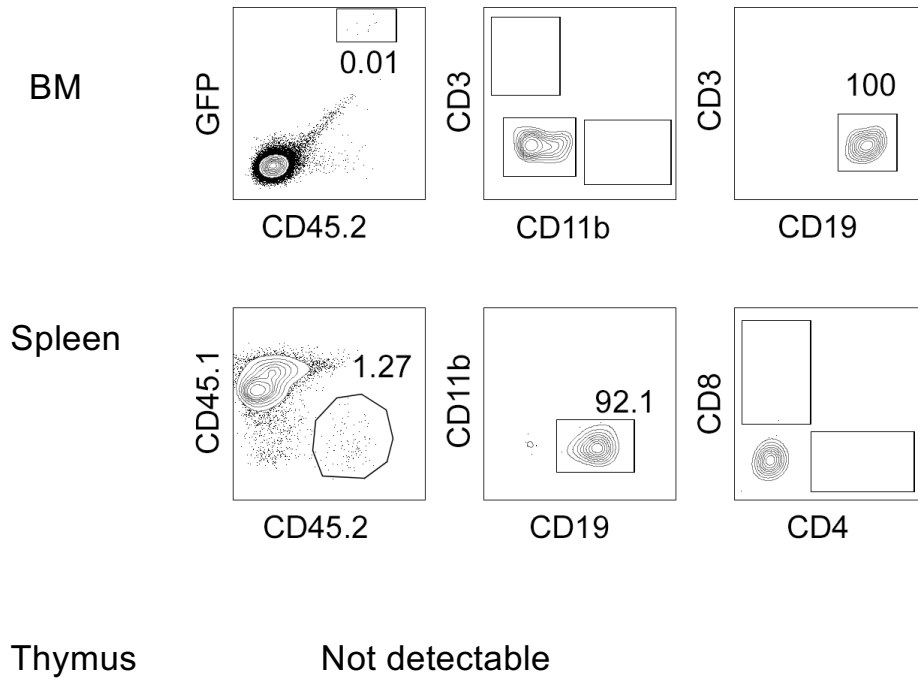 BM
GFP
0.01
CD45.2
CD3
CD11b
CD3
100
CD19
Spleen
CD45.1
1.27
CD45.2
CD11b
92.1
CD19
CD8
CD4
Thymus
Not detectable